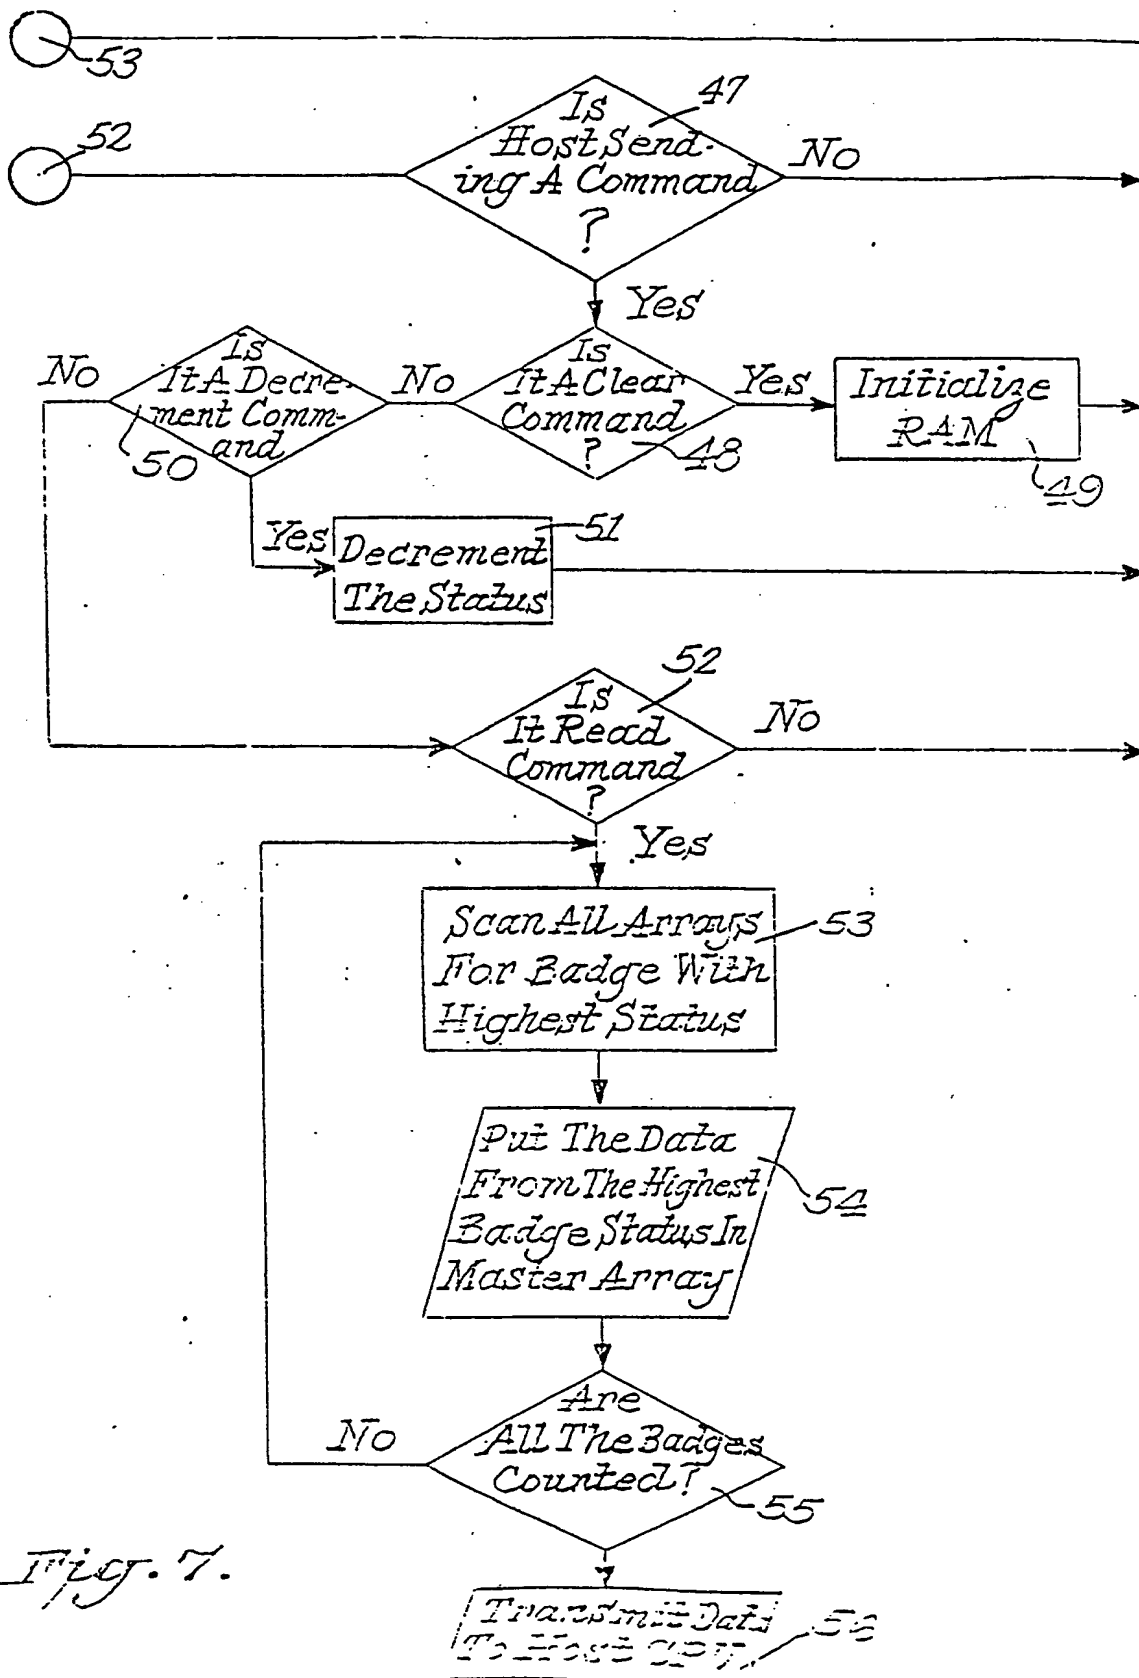 53
52
47
Is
Host Send-
ing A Command
?
No
Yes
No
Is
It A Decre-
ment Comm-
and
50
No
Is
It A Clear
Command
?
48
Yes
Initialize
RAM
49
Yes
Decrement
The Status
51
52
Is
It Read
Command
?
No
Yes
Scan All Arrays
For Badge With
Highest Status
53
Put The Data
From The Highest
Badge Status In
Master Array
54
Are
All The Badges
Counted?
55
No
Transmit Data
To Host CPU.
56
Fig. 7.